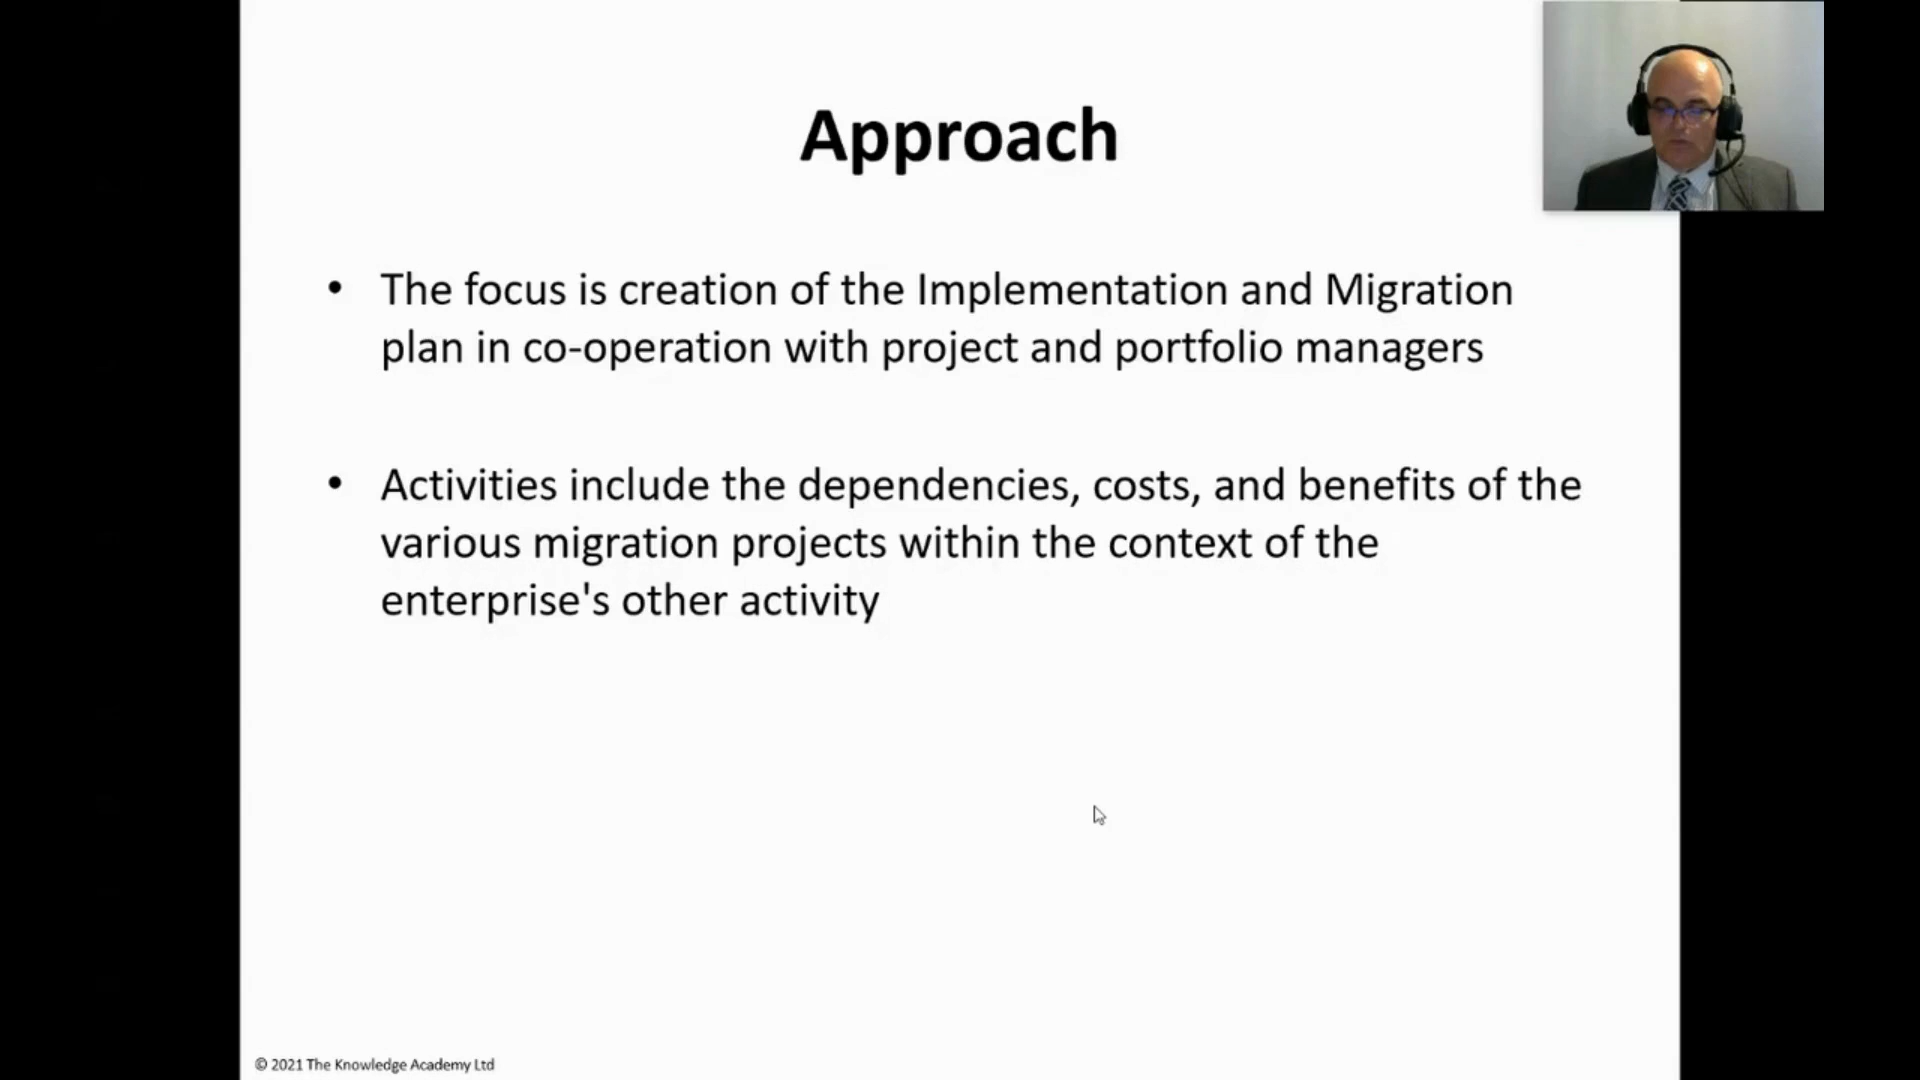 Approach
• The focus is creation of the Implementation and Migration
plan in co-operation with project and portfolio managers
• Activities include the dependencies, costs, and benefits of the
various migration projects within the context of the
enterprise's other activity
© 2021 The Knowledge Academy Ltd